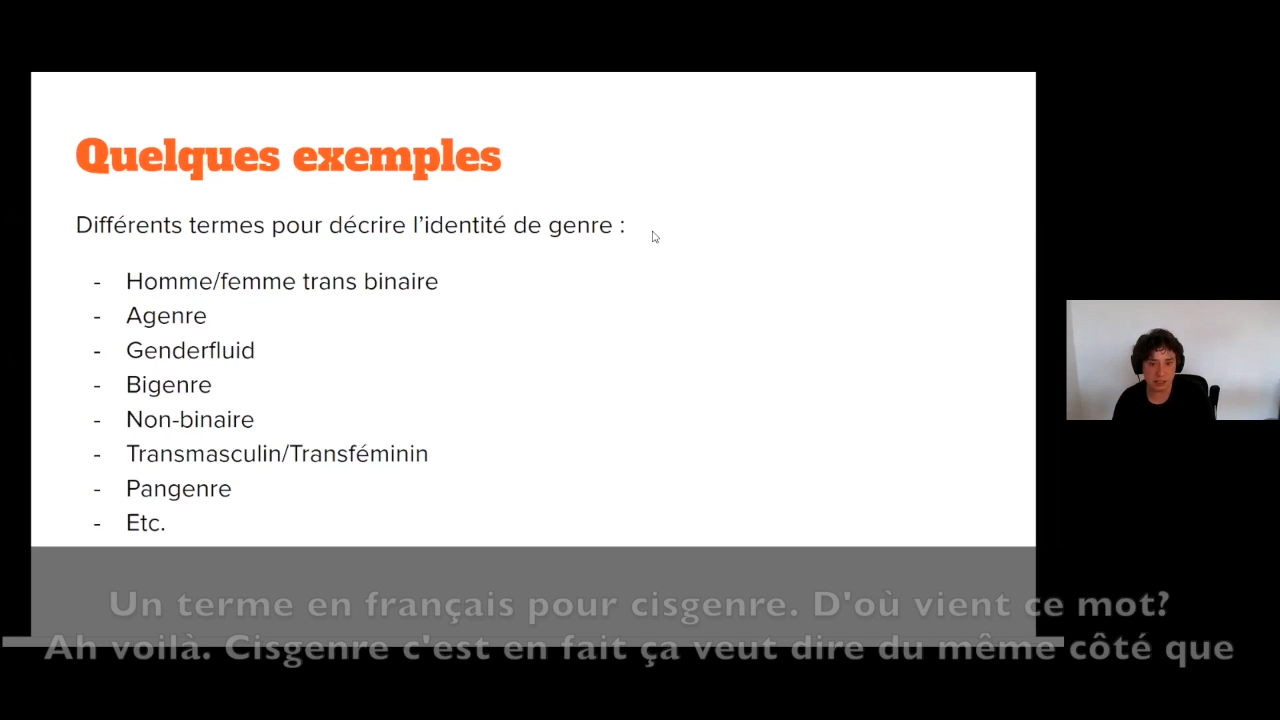 Quelques exemples
Différents termes pour décrire l'identité de genre :
- Homme/femme trans binaire
- Agenre
- Genderfluid
- Bigenre
- Non-binaire
- Transmasculin/Transféminin
- Pangenre
- Etc.
Un terme en français pour cisgenre. D'où vient ce mot?
Ah voilà. Cisgenre c'est en fait ça veut dire du même côté que